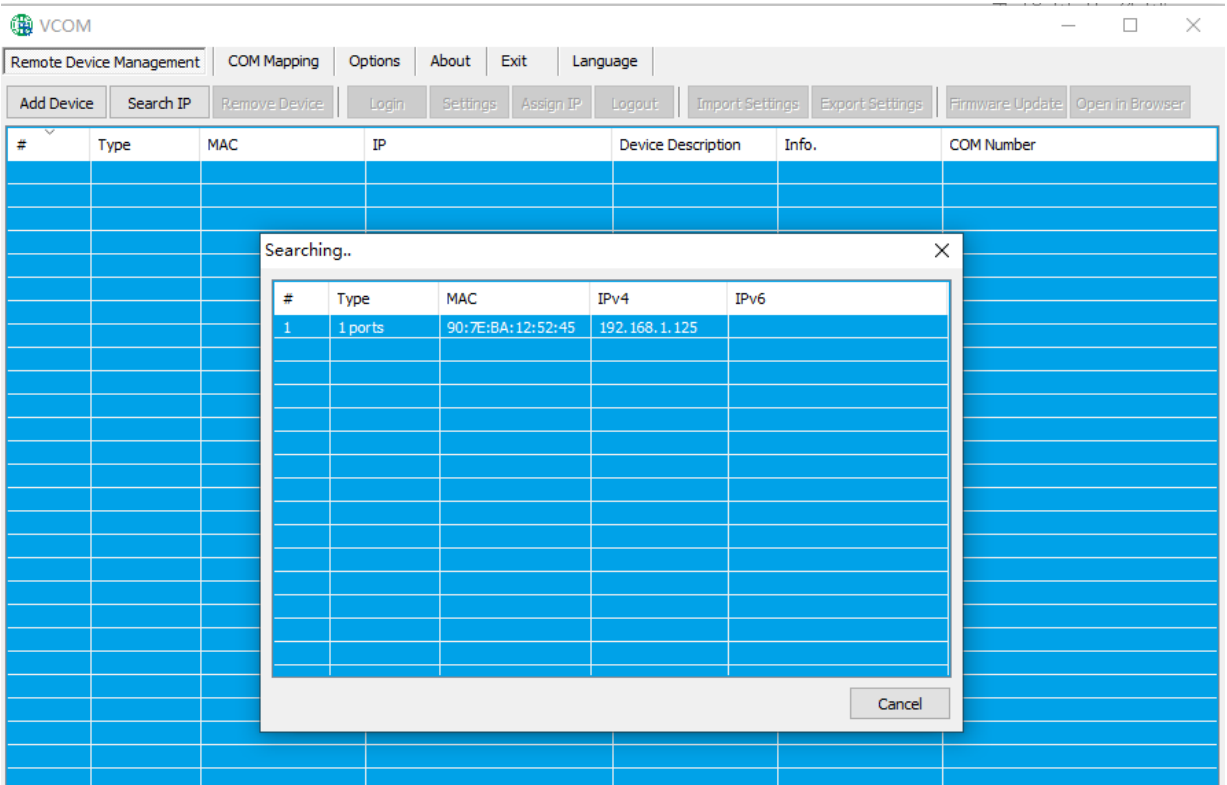 VCOM
Remote Device Management COM Mapping Options About Exit Language
Add Device Search IP Remove Device Login Settings Assign IP Logout Import Settings Export Settings Firmware Update Open in Browser
# Type MAC IP Device Description Info. COM Number
Searching..
# Type MAC IPv4 IPv6
1 1 ports 90:7E:BA:12:52:45 192.168.1.125
Cancel